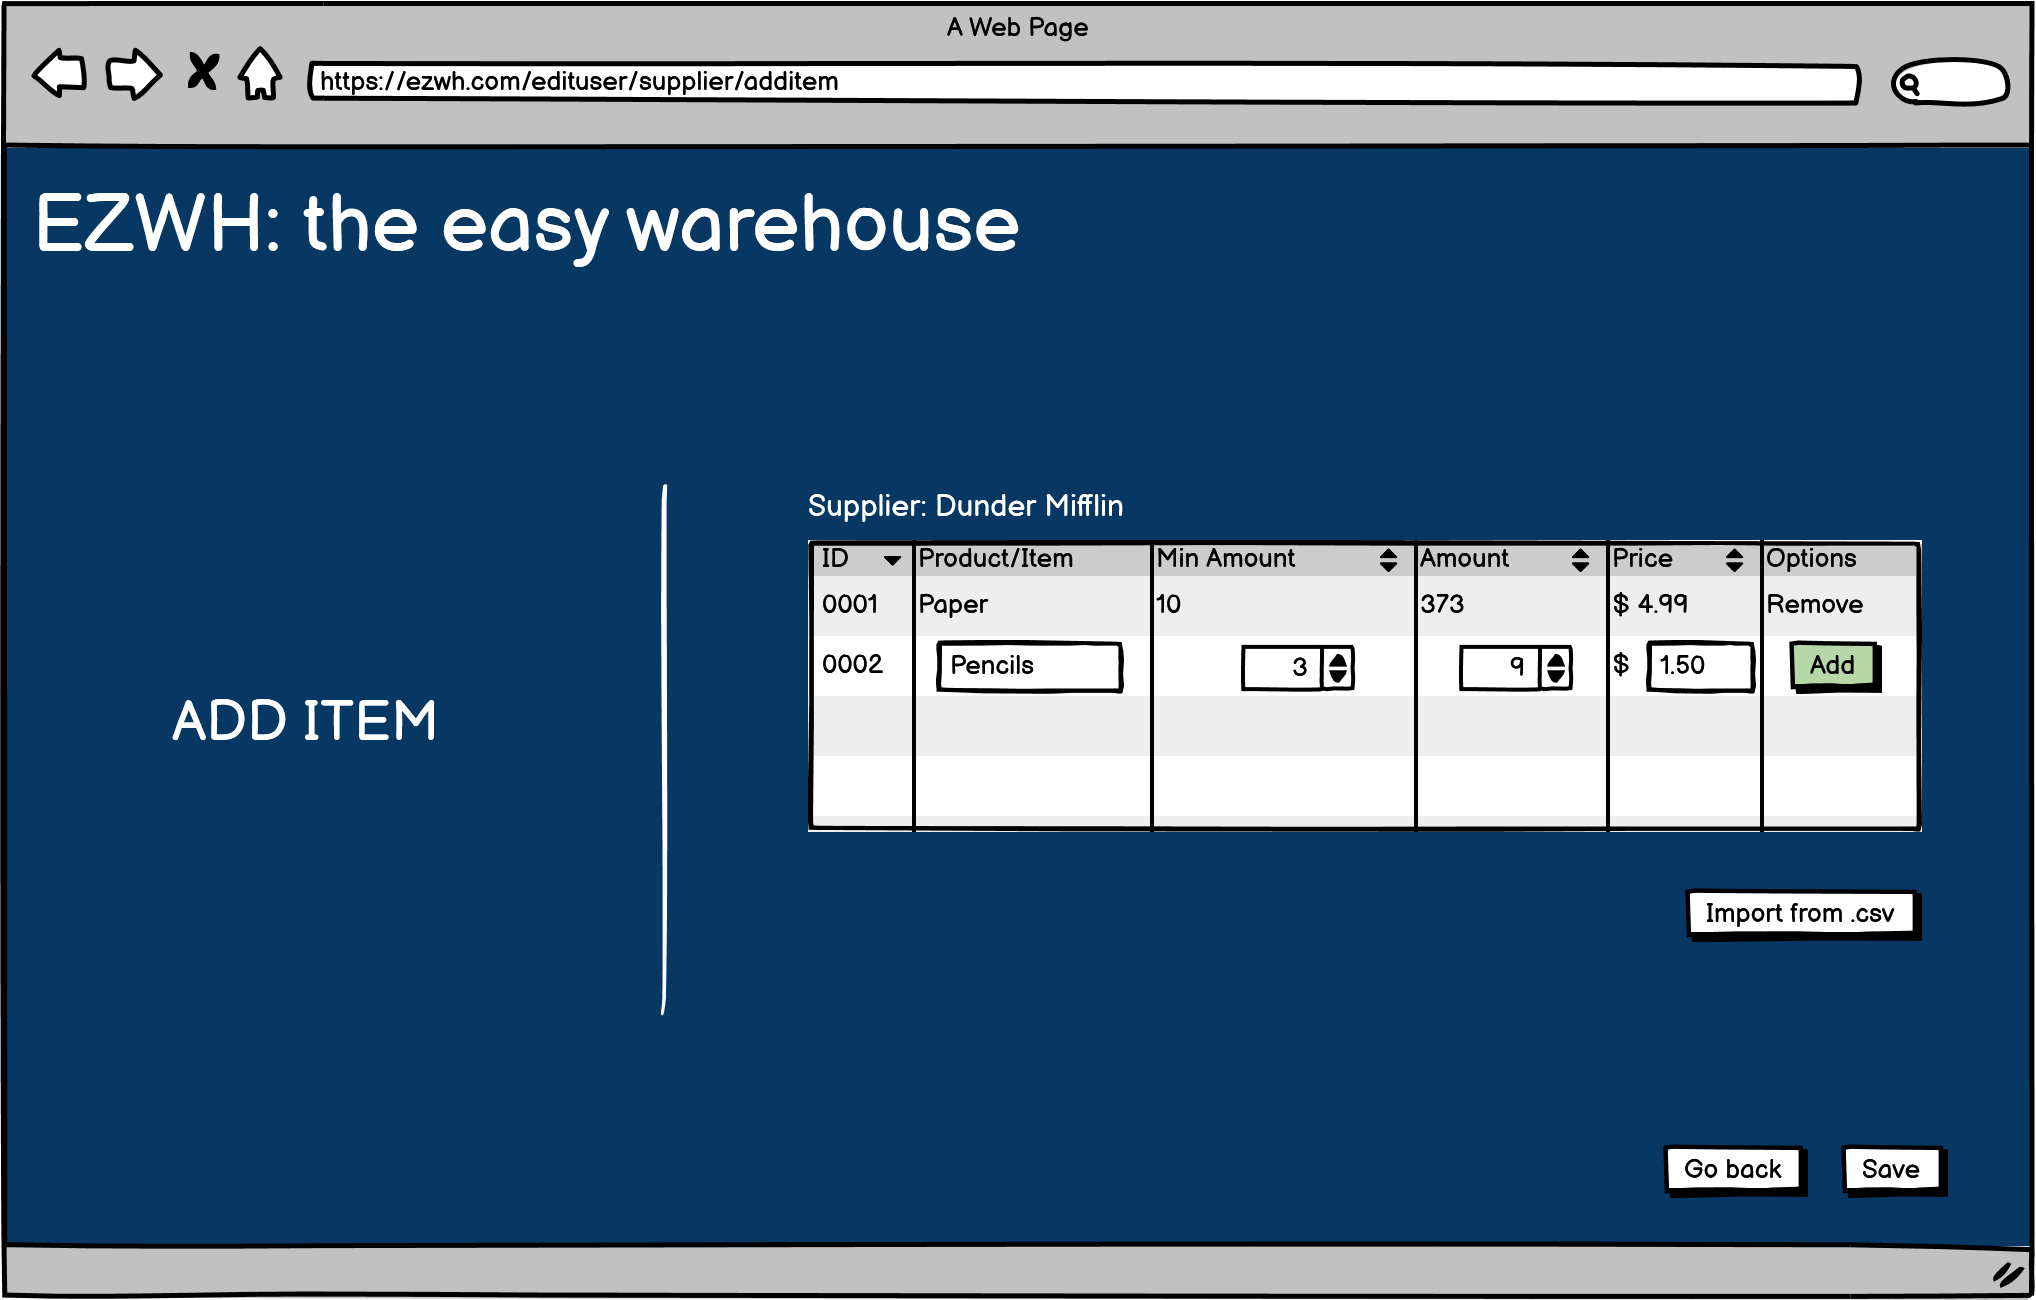 A Web Page
https://ezwh.com/edituser/supplier/additem
EZWH: the easy warehouse
ADD ITEM
Supplier: Dunder Mifflin
ID Product/Item Min Amount Amount Price Options
0001 Paper 10 373 $ 4.99 Remove
0002 Pencils 3 9 $ 1.50 Add
Import from .csv
Go back Save